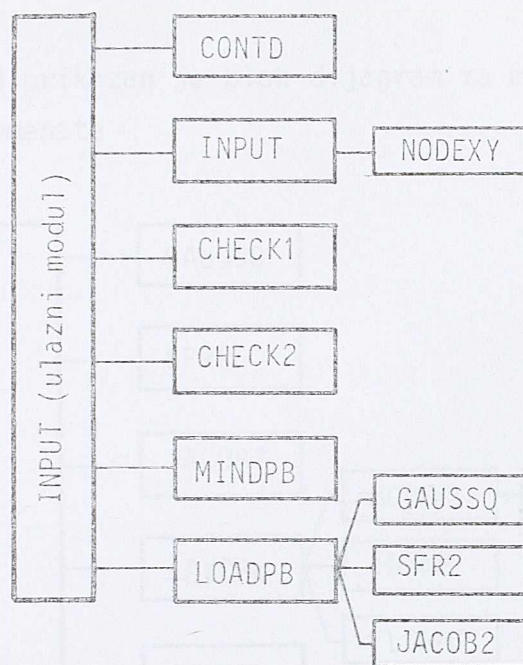 CONTD
INPUT
NODEXY
CHECK1
INPUT (ulazni modul)
CHECK2
MINDPB
GAUSSQ
LOADPB
SFR2
JACOB2